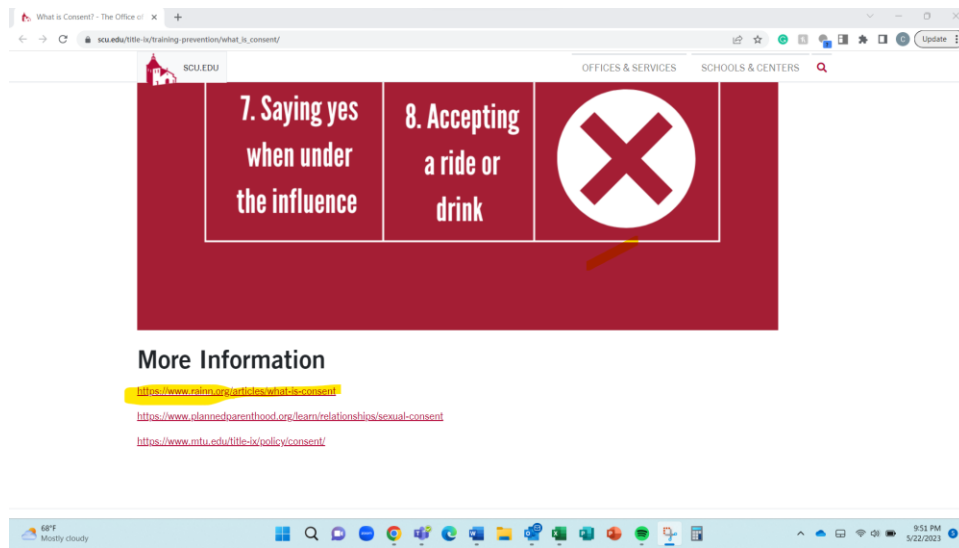 What is Consent? - The Office of
scu.edu/title-ix/training-prevention/what_is_consent/
Update
SCU.EDU
OFFICES & SERVICES
SCHOOLS & CENTERS
7. Saying yes
when under
the influence
8. Accepting
a ride or
drink
More Information
https://www.rainn.org/articles/what-is-consent
https://www.plannedparenthood.org/learn/relationships/sexual-consent
https://www.mtu.edu/title-ix/policy/consent/
68°F
Mostly cloudy
9:51 PM
5/22/2023